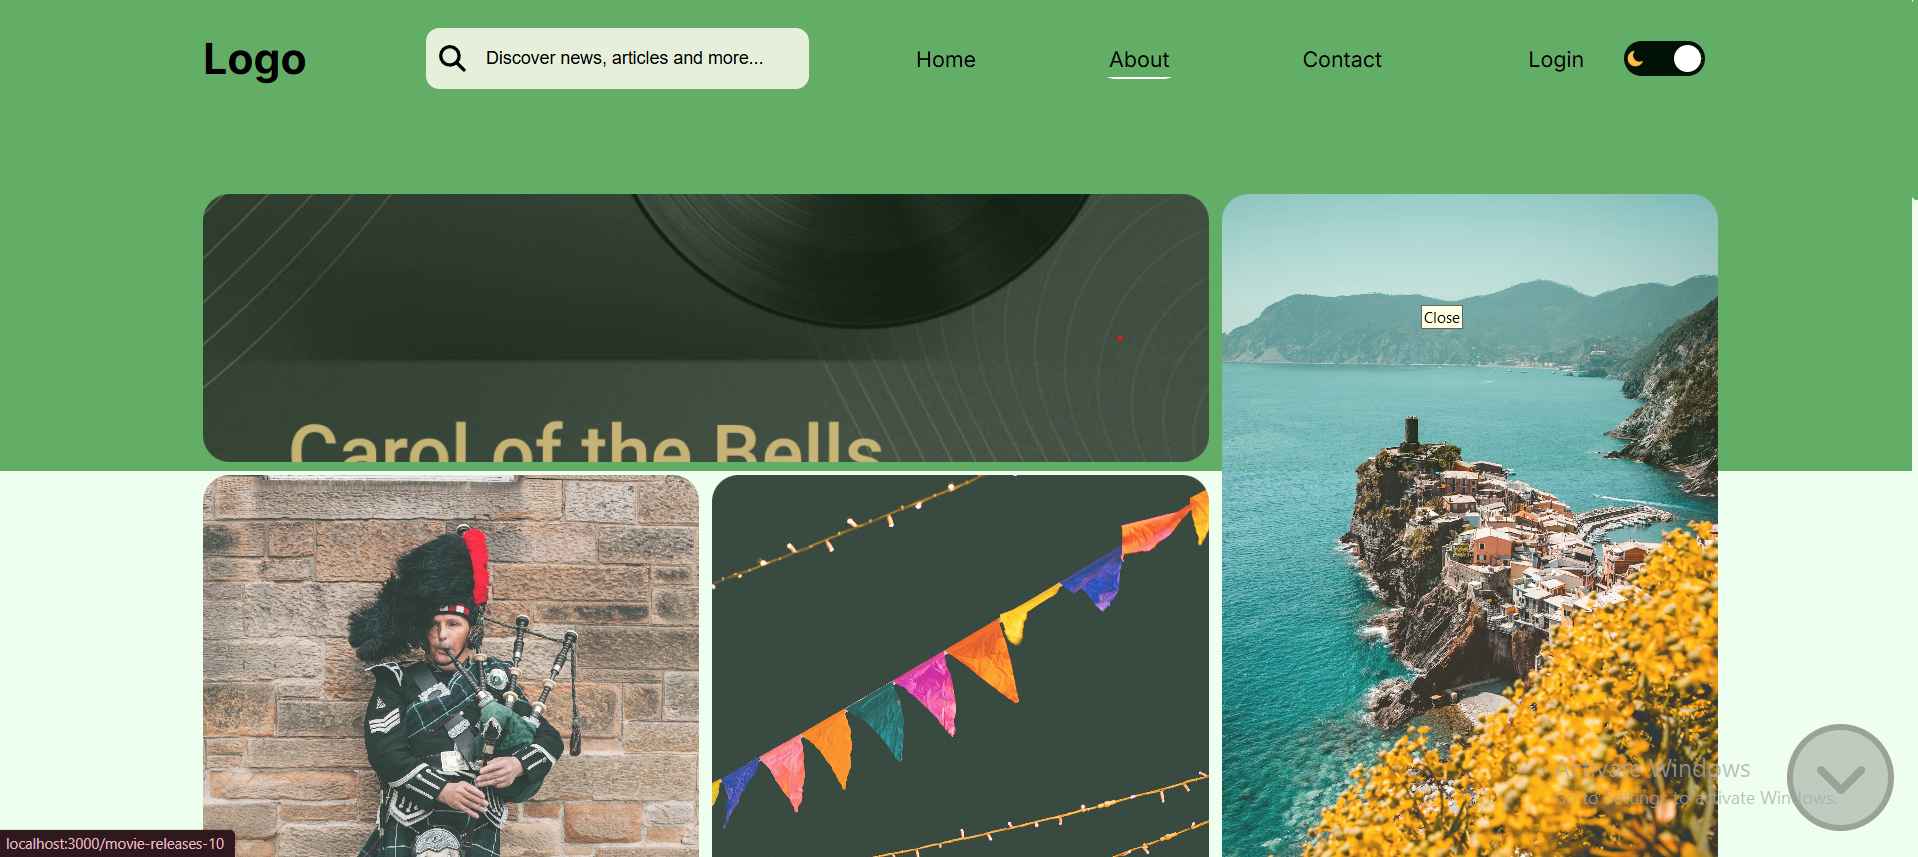 Logo
Discover news, articles and more...
Home
About
Contact
Login
Close
Carol of the Bells
Activate Windows
Go to Settings to activate Windows.
localhost:3000/movie-releases-10